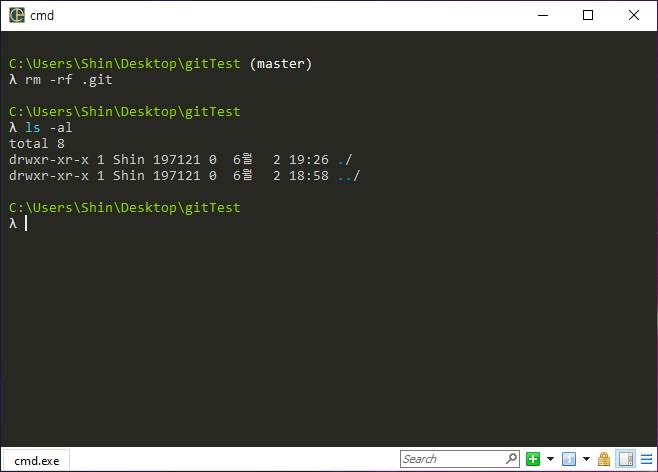 cmd
C:\Users\Shin\Desktop\gitTest (master)
λ rm -rf .git
C:\Users\Shin\Desktop\gitTest
λ ls -al
total 8
drwxr-xr-x 1 Shin 197121 0  6월   2 19:26 ./
drwxr-xr-x 1 Shin 197121 0  6월   2 18:58 ../
C:\Users\Shin\Desktop\gitTest
λ
cmd.exe
Search